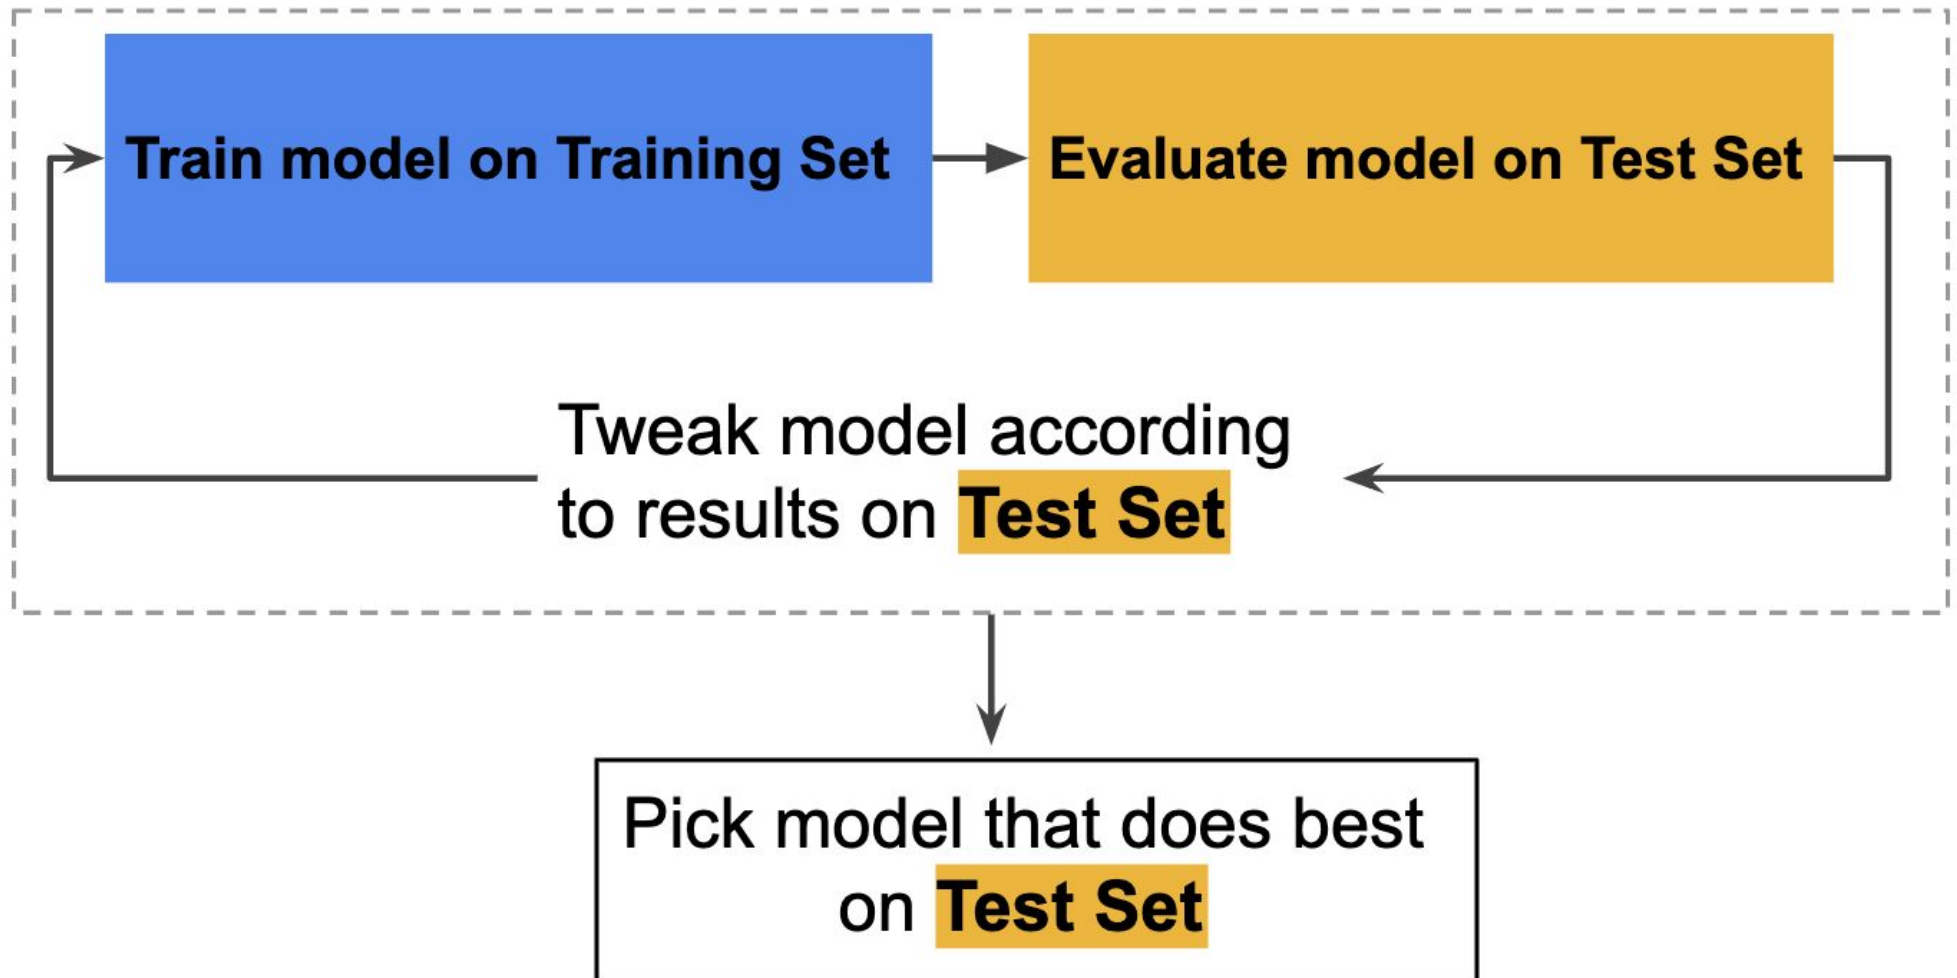 Train model on Training Set
Evaluate model on Test Set
Tweak model according
to results on Test Set
Pick model that does best
on Test Set